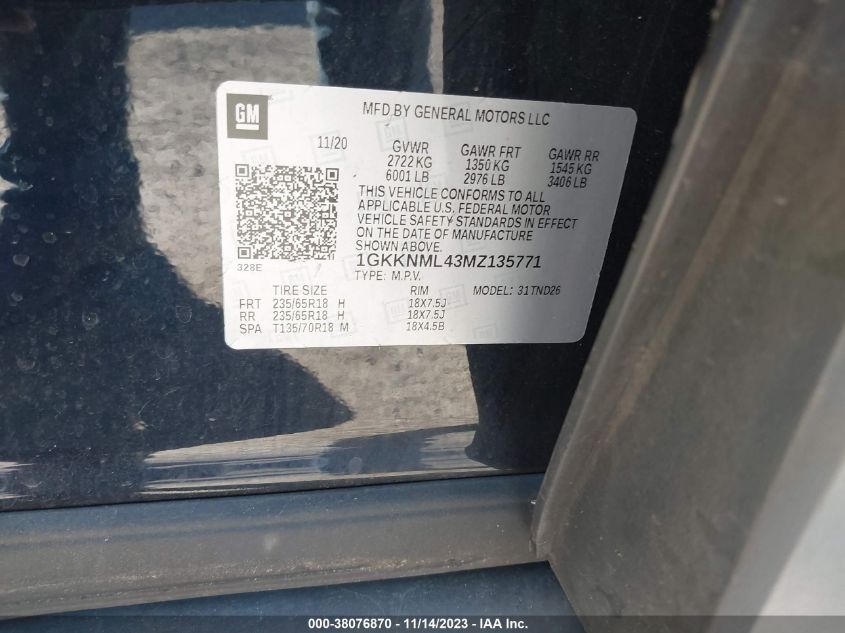 GM
MFD BY GENERAL MOTORS LLC
11/20 GVWR GAWR FRT GAWR RR
2722 KG 1350 KG 1545 KG
6001 LB 2976 LB 3406 LB
THIS VEHICLE CONFORMS TO ALL
APPLICABLE U.S. FEDERAL MOTOR
VEHICLE SAFETY STANDARDS IN EFFECT
ON THE DATE OF MANUFACTURE
SHOWN ABOVE.
328E
1GKKNML43MZ135771
TYPE: M.P.V.
TIRE SIZE RIM MODEL: 31TND26
FRT 235/65R18 H 18X7.5J
RR 235/65R18 H 18X7.5J
SPA T135/70R18 M 18X4.5B
000-38076870 - 11/14/2023 - IAA Inc.